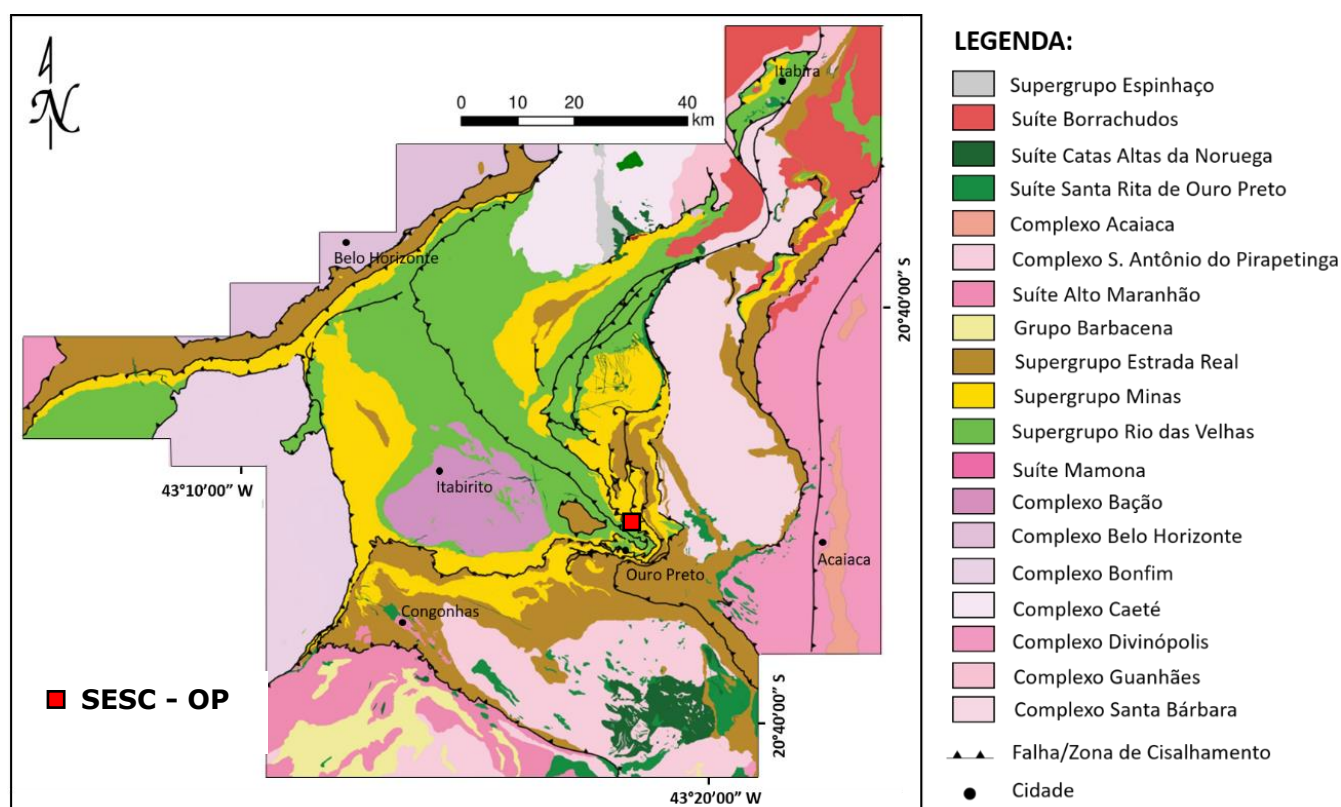 N
0 10 20 40
km
Itabira
Belo Horizonte
20°40'00" S
43°10'00" W
Itabirito
Ouro Preto
Acaiaca
Congonhas
SESC - OP
20°40'00" S
43°20'00" W
LEGENDA:
Supergrupo Espinhaço
Suíte Borrachudos
Suíte Catas Altas da Noruega
Suíte Santa Rita de Ouro Preto
Complexo Acaiaca
Complexo S. Antônio do Pirapetinga
Suíte Alto Maranhão
Grupo Barbacena
Supergrupo Estrada Real
Supergrupo Minas
Supergrupo Rio das Velhas
Suíte Mamona
Complexo Bação
Complexo Belo Horizonte
Complexo Bonfim
Complexo Caeté
Complexo Divinópolis
Complexo Guanhães
Complexo Santa Bárbara
Falha/Zona de Cisalhamento
Cidade